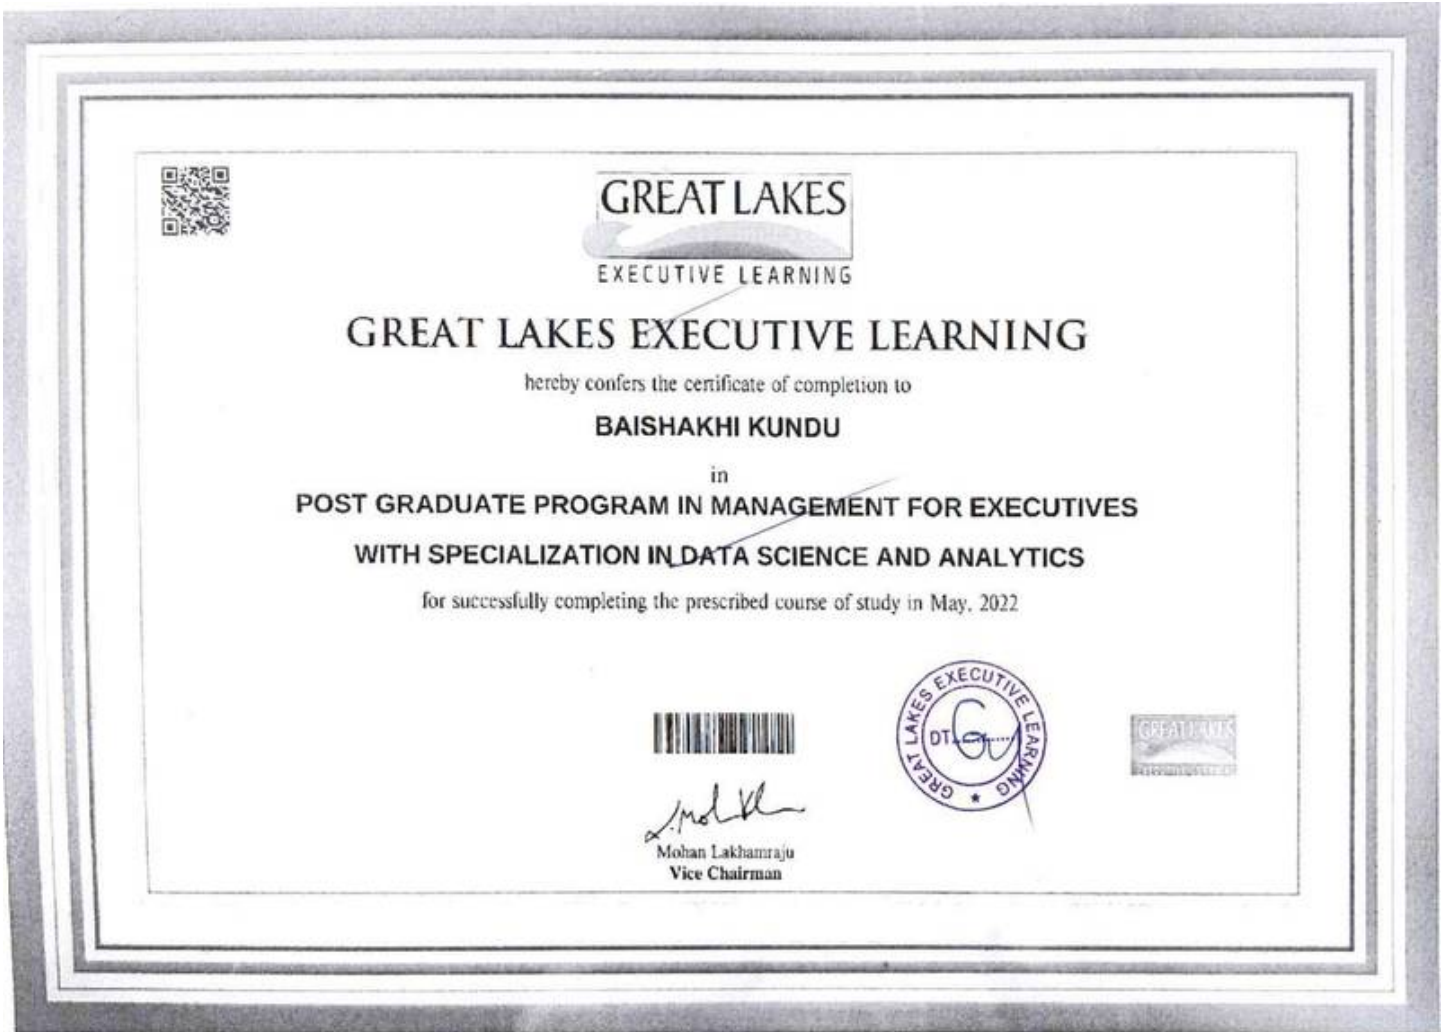 GREAT LAKES
EXECUTIVE LEARNING
GREAT LAKES EXECUTIVE LEARNING
hereby confers the certificate of completion to
BAISHAKHI KUNDU
in
POST GRADUATE PROGRAM IN MANAGEMENT FOR EXECUTIVES
WITH SPECIALIZATION IN DATA SCIENCE AND ANALYTICS
for successfully completing the prescribed course of study in May, 2022
GREAT LAKES EXECUTIVE LEARNING
DT
GREAT LAKES
Mohan Lakhamraju
Vice Chairman